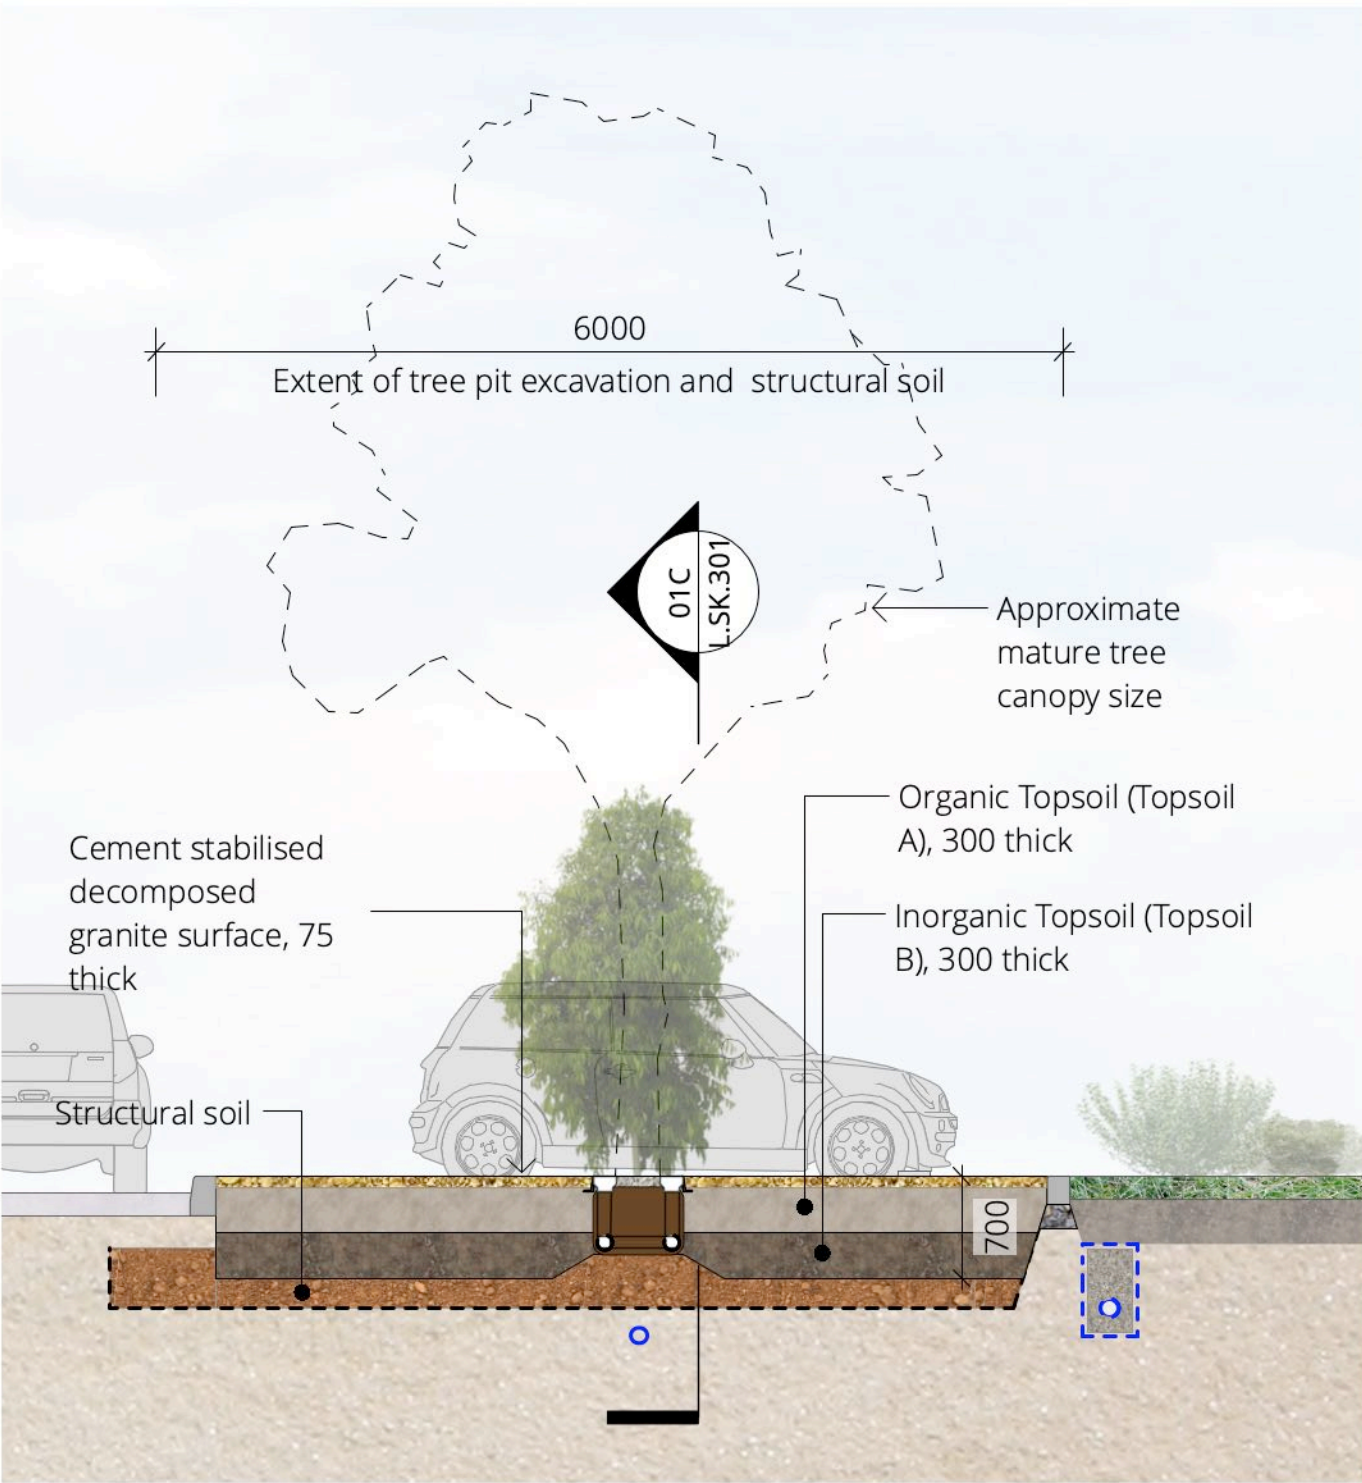 6000
Extent of tree pit excavation and structural soil
01C
L.SK.301
Approximate
mature tree
canopy size
Organic Topsoil (Topsoil
A), 300 thick
Cement stabilised
decomposed
granite surface, 75
thick
Inorganic Topsoil (Topsoil
B), 300 thick
Structural soil
700